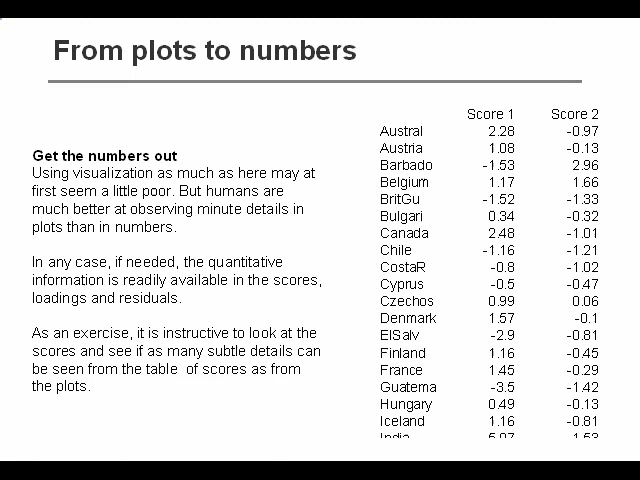 From plots to numbers
Get the numbers out
Using visualization as much as here may at
first seem a little poor. But humans are
much better at observing minute details in
plots than in numbers.
In any case, if needed, the quantitative
information is readily available in the scores,
loadings and residuals.
As an exercise, it is instructive to look at the
scores and see if as many subtle details can
be seen from the table of scores as from
the plots.
Score 1 Score 2
Austral 2.28 -0.97
Austria 1.08 -0.13
Barbado -1.53 2.96
Belgium 1.17 1.66
BritGu -1.52 -1.33
Bulgari 0.34 -0.32
Canada 2.48 -1.01
Chile -1.16 -1.21
CostaR -0.8 -1.02
Cyprus -0.5 -0.47
Czechos 0.99 0.06
Denmark 1.57 -0.1
ElSalv -2.9 -0.81
Finland 1.16 -0.45
France 1.45 -0.29
Guatema -3.5 -1.42
Hungary 0.49 -0.13
Iceland 1.16 -0.81
India